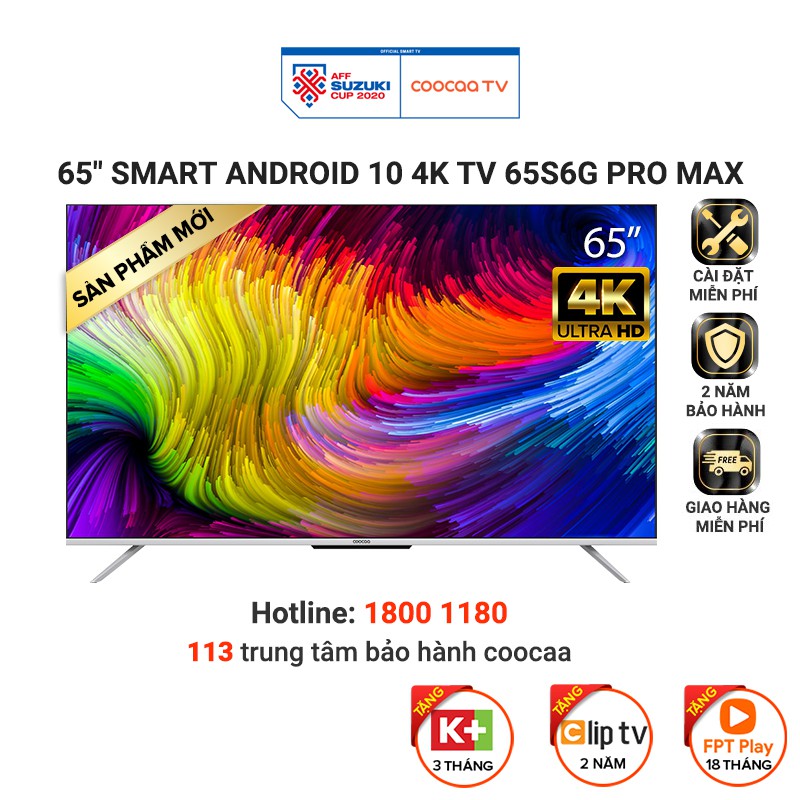 OFFICIAL SMART TV
AFF
SUZUKI
CUP 2020
COOCAA TV
65" SMART ANDROID 10 4K TV 65S6G PRO MAX
SẢN PHẨM MỚI
65”
4K
ULTRA HD
CÀI ĐẶT
MIỄN PHÍ
2 NĂM
BẢO HÀNH
FREE
GIAO HÀNG
MIỄN PHÍ
coocaa
Hotline: 1800 1180
113 trung tâm bảo hành coocaa
TẶNG
K+
3 THÁNG
TẶNG
Clip tv
2 NĂM
TẶNG
FPT Play
18 THÁNG